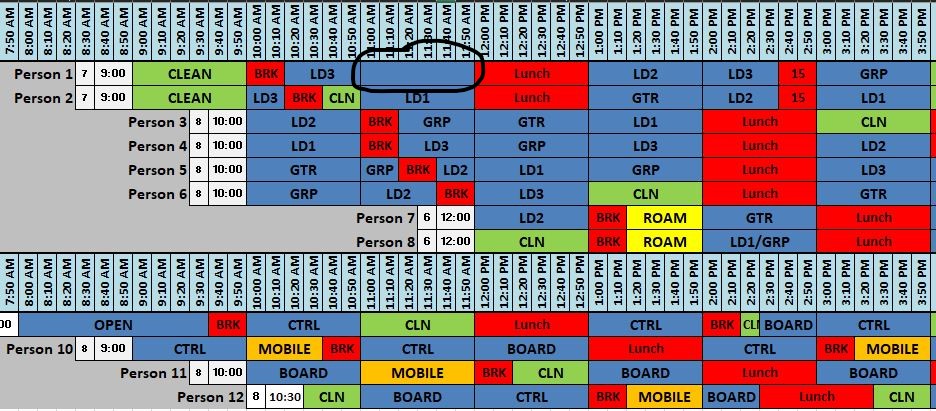 7:50 AM 8:00 AM 8:10 AM 8:20 AM 8:30 AM 8:40 AM 8:50 AM 9:00 AM 9:10 AM 9:20 AM 9:30 AM 9:40 AM 9:50 AM 10:00 AM 10:10 AM 10:20 AM 10:30 AM 10:40 AM 10:50 AM 11:00 AM 11:10 AM 11:20 AM 11:30 AM 11:40 AM 11:50 AM 12:00 PM 12:10 PM 12:20 PM 12:30 PM 12:40 PM 12:50 PM 1:00 PM 1:10 PM 1:20 PM 1:30 PM 1:40 PM 1:50 PM 2:00 PM 2:10 PM 2:20 PM 2:30 PM 2:40 PM 2:50 PM 3:00 PM 3:10 PM 3:20 PM 3:30 PM 3:40 PM 3:50 PM
Person 1 7 9:00 CLEAN BRK LD3 Lunch LD2 LD3 15 GRP
Person 2 7 9:00 CLEAN LD3 BRK CLN LD1 Lunch GTR LD2 15 LD1
Person 3 8 10:00 LD2 BRK GRP GTR LD1 Lunch CLN
Person 4 8 10:00 LD1 BRK LD3 GRP LD3 Lunch LD2
Person 5 8 10:00 GTR GRP BRK LD2 LD1 GRP Lunch LD3
Person 6 8 10:00 GRP LD2 BRK LD3 CLN Lunch GTR
Person 7 6 12:00 LD2 BRK ROAM GTR Lunch
Person 8 6 12:00 CLN BRK ROAM LD1/GRP Lunch
7:50 AM 8:00 AM 8:10 AM 8:20 AM 8:30 AM 8:40 AM 8:50 AM 9:00 AM 9:10 AM 9:20 AM 9:30 AM 9:40 AM 9:50 AM 10:00 AM 10:10 AM 10:20 AM 10:30 AM 10:40 AM 10:50 AM 11:00 AM 11:10 AM 11:20 AM 11:30 AM 11:40 AM 11:50 AM 12:00 PM 12:10 PM 12:20 PM 12:30 PM 12:40 PM 12:50 PM 1:00 PM 1:10 PM 1:20 PM 1:30 PM 1:40 PM 1:50 PM 2:00 PM 2:10 PM 2:20 PM 2:30 PM 2:40 PM 2:50 PM 3:00 PM 3:10 PM 3:20 PM 3:30 PM 3:40 PM 3:50 PM
00 OPEN BRK CTRL CLN Lunch CTRL BRK CLI BOARD CTRL
Person 10 8 9:00 CTRL MOBILE BRK CTRL BOARD Lunch CTRL BRK MOBILE
Person 11 8 10:00 BOARD MOBILE BRK CLN BOARD Lunch BOARD
Person 12 8 10:30 CLN BOARD CTRL BRK MOBILE BOARD Lunch CLN